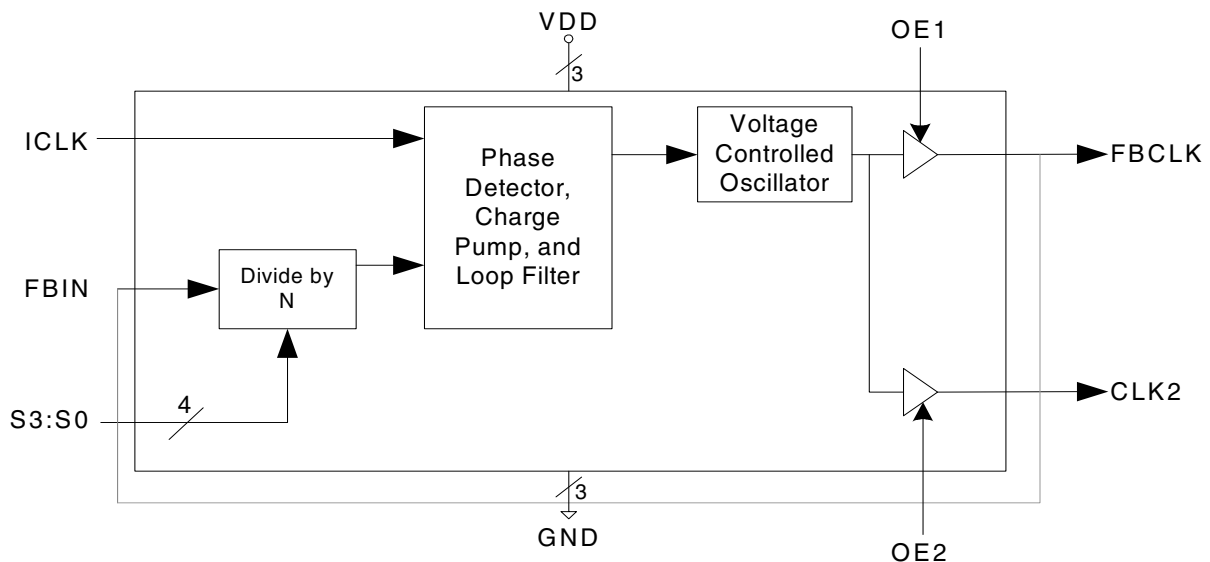 VDD
3
OE1
ICLK
Phase
Detector,
Charge
Pump, and
Loop Filter
Voltage
Controlled
Oscillator
FBCLK
FBIN
Divide by
N
S3:S0
4
CLK2
3
GND
OE2